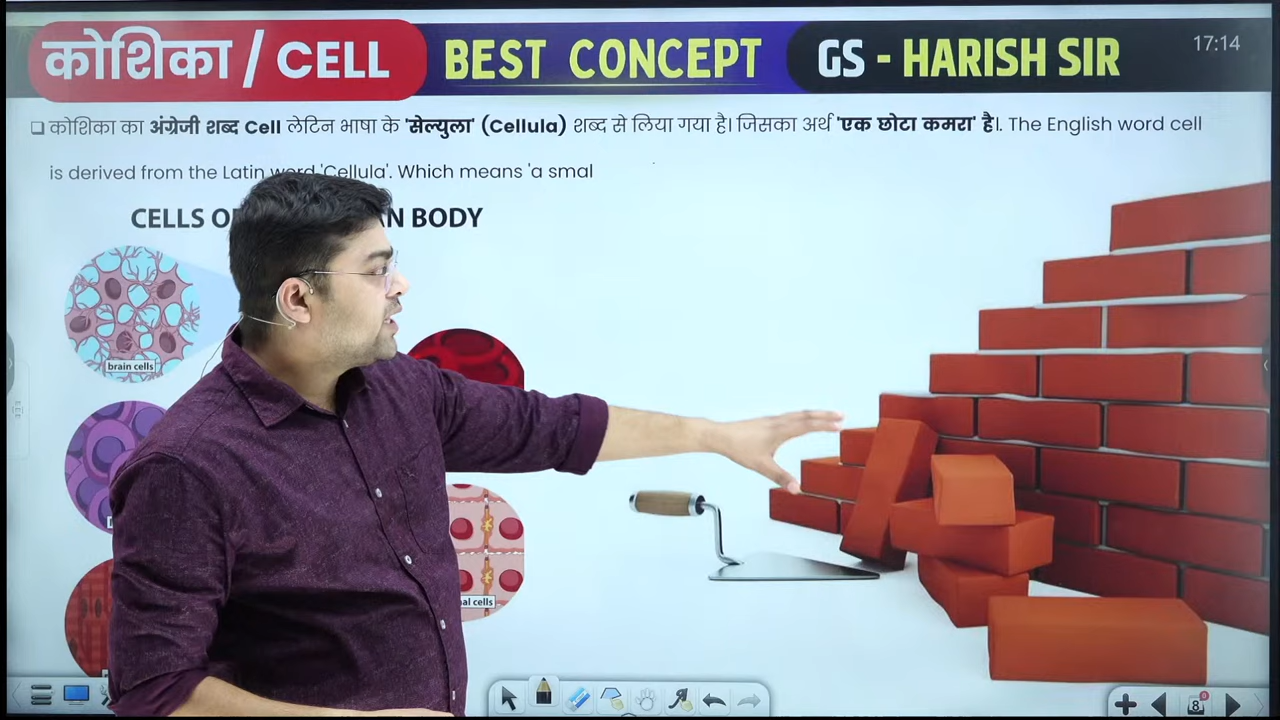 कोशिका / CELL BEST CONCEPT GS - HARISH SIR 17:14
❑ कोशिका का अंग्रेजी शब्द Cell लेटिन भाषा के 'सेल्युला' (Cellula) शब्द से लिया गया है। जिसका अर्थ 'एक छोटा कमरा' है।. The English word cell
is derived from the Latin word 'Cellula'. Which means 'a smal
CELLS O AN BODY
brain cells
cells
8